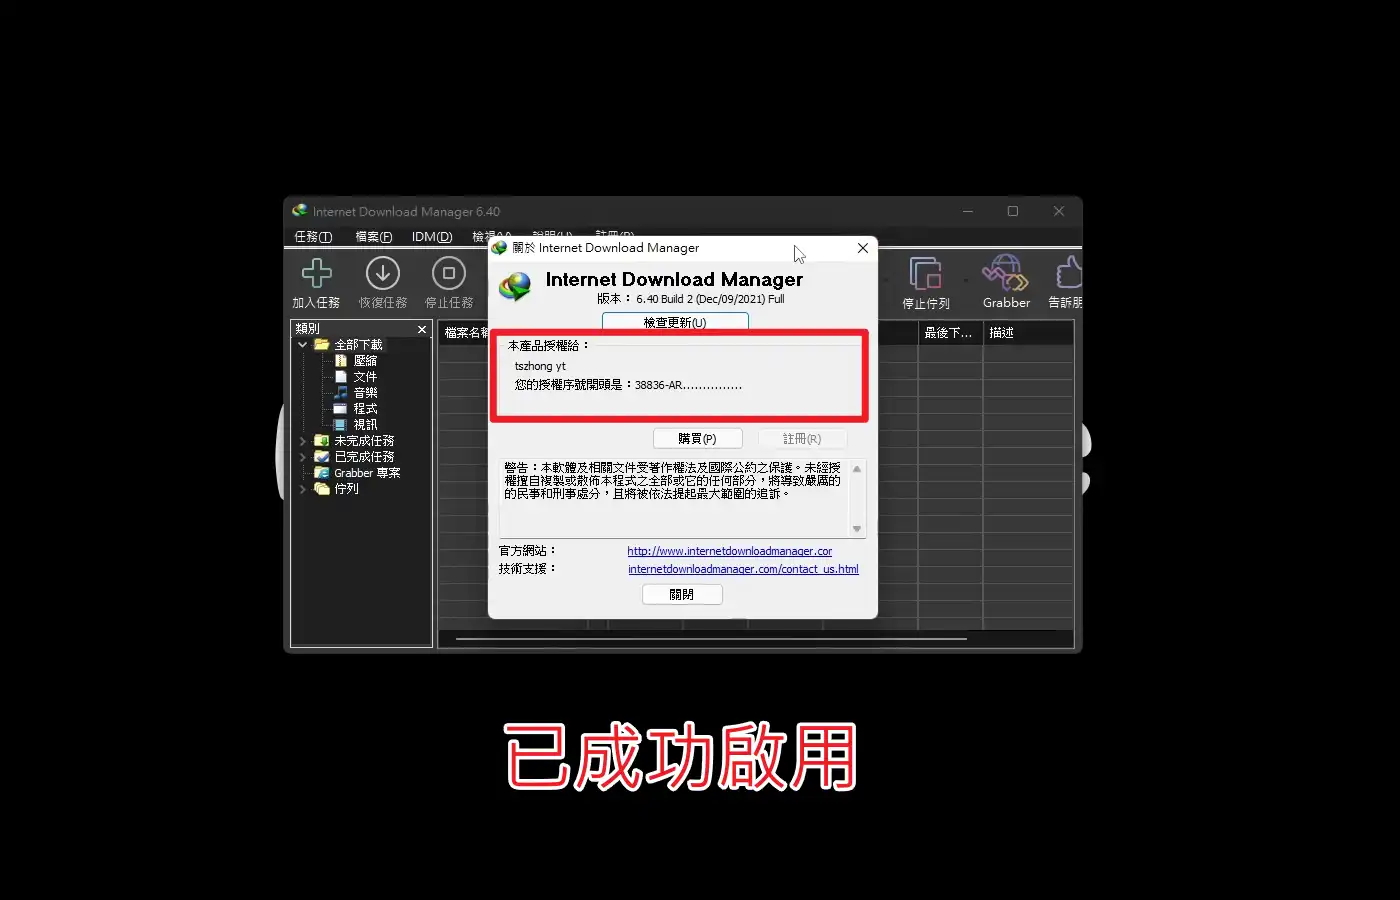 Internet Download Manager 6.40
任務(T) 檔案(F) IDM(D)
關於 Internet Download Manager
Internet Download Manager
版本： 6.40 Build 2 (Dec/09/2021) Full
檢查更新(U)
加入任務 恢復任務 停止任務 停止佇列 Grabber 告訴朋
類別
全部下載
壓縮
文件
音樂
程式
視訊
未完成任務
已完成任務
Grabber 專案
佇列
檔案名稱 最後下... 描述
本產品授權給：
tszhong yt
您的授權序號開頭是：38836-AR...............
購買(P) 註冊(R)
警告：本軟體及相關文件受著作權法及國際公約之保護。未經授
權擅自複製或散佈本程式之全部或它的任何部分，將導致嚴厲的
的民事和刑事處分，且將被依法提起最大範圍的追訴。
官方網站： http://www.internetdownloadmanager.cor
技術支援： internetdownloadmanager.com/contact_us.html
關閉
已成功啟用